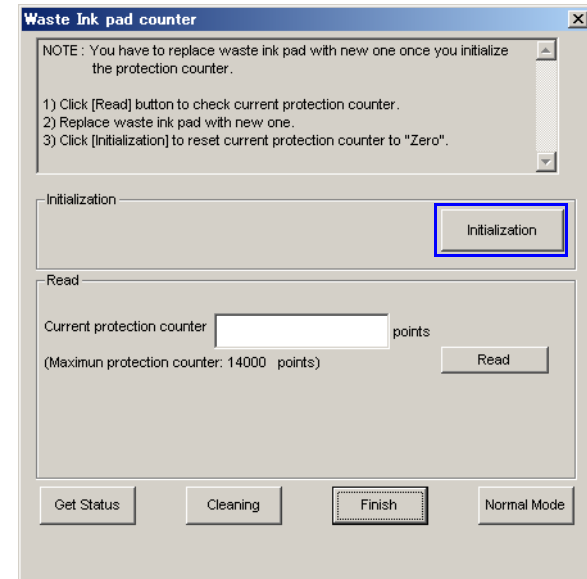 Waste Ink pad counter
NOTE : You have to replace waste ink pad with new one once you initialize
the protection counter.
1) Click [Read] button to check current protection counter.
2) Replace waste ink pad with new one.
3) Click [Initialization] to reset current protection counter to "Zero".
Initialization
Initialization
Read
Current protection counter points
(Maximun protection counter: 14000 points)
Read
Get Status Cleaning Finish Normal Mode